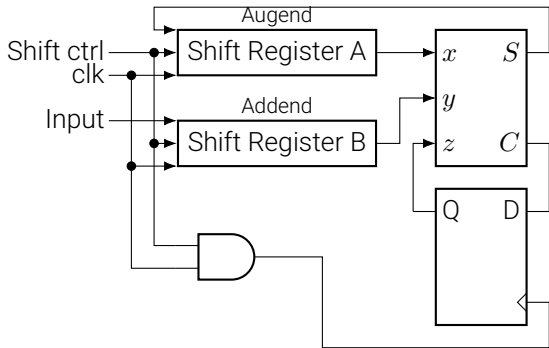 Augend
Shift ctrl
Shift Register A
x
S
clk
Addend
y
Input
Shift Register B
z
C
Q
D